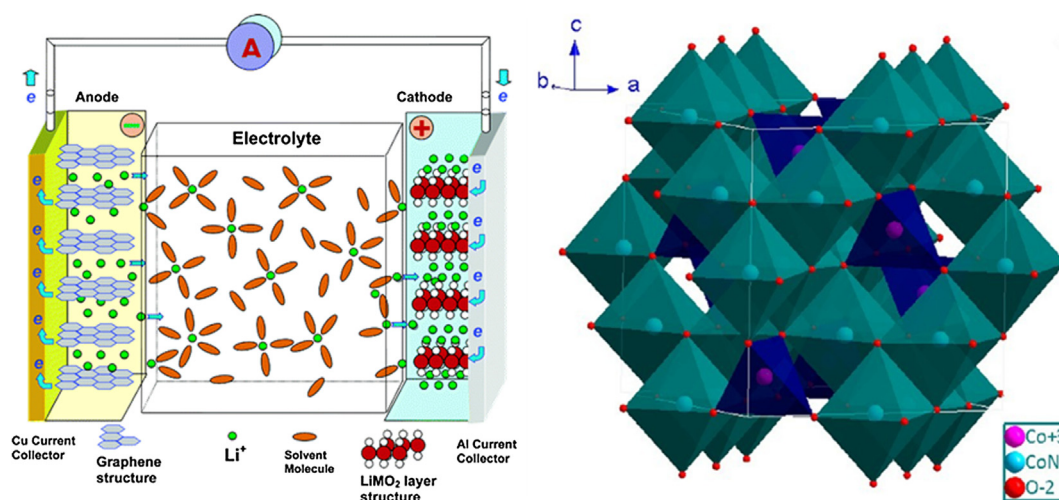 A
e
e
Anode
Cathode
−
+
Electrolyte
e
e
e
e
e
e
e
e
e
e
Cu Current
Collector
Graphene
structure
Li⁺
Solvent
Molecule
LiMO₂ layer
structure
Al Current
Collector
c
b
a
Co+3
CoN
O-2